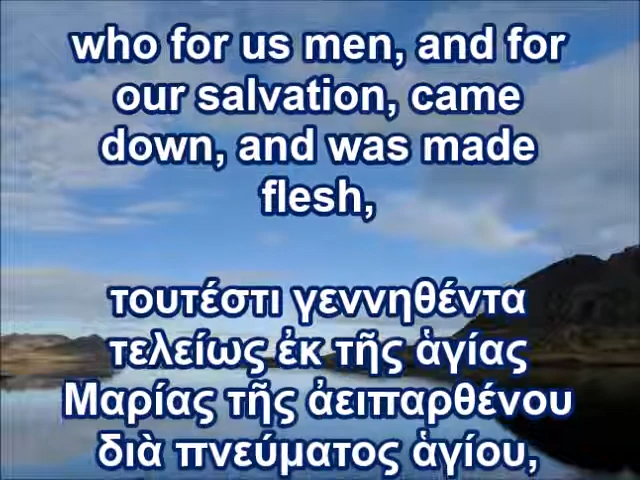 who for us men, and for
our salvation, came
down, and was made
flesh,
τουτέστι γεννηθέντα
τελείως ἐκ τῆς ἁγίας
Μαρίας τῆς ἀειπαρθένου
διὰ πνεύματος ἁγίου,